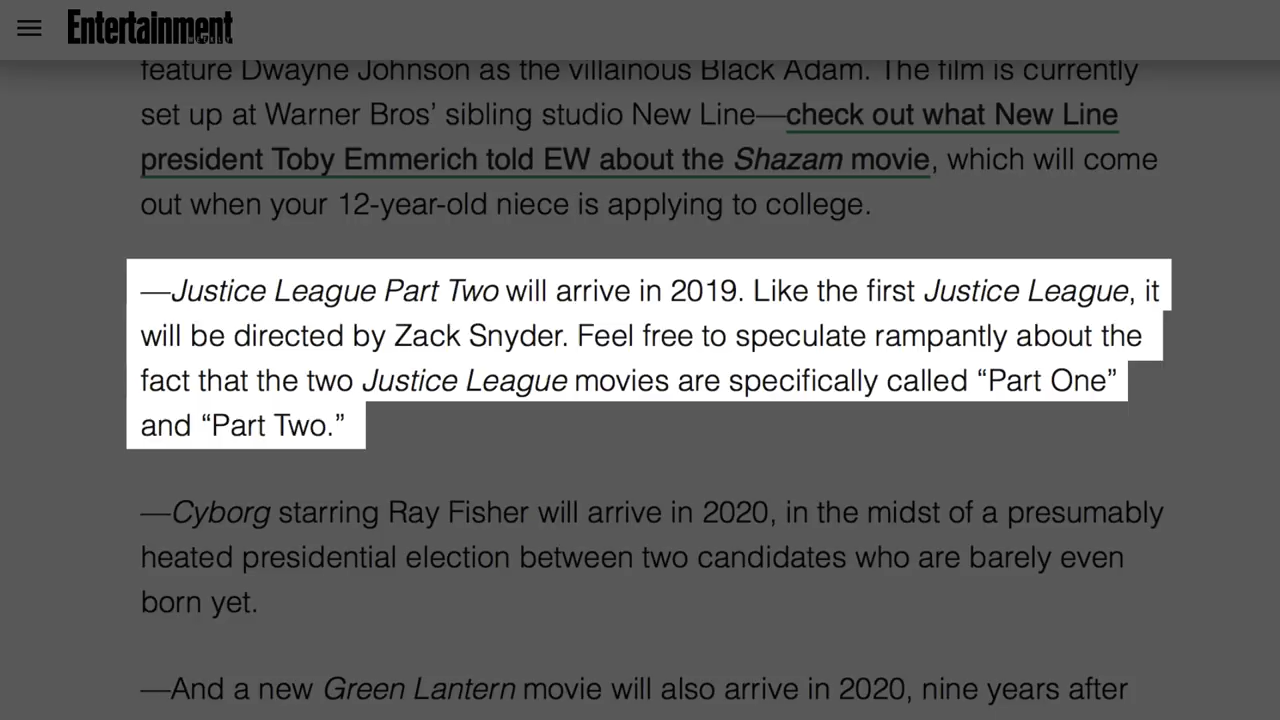 Entertainment
WEEKLY
feature Dwayne Johnson as the villainous Black Adam. The film is currently
set up at Warner Bros’ sibling studio New Line—check out what New Line
president Toby Emmerich told EW about the Shazam movie, which will come
out when your 12-year-old niece is applying to college.
—Justice League Part Two will arrive in 2019. Like the first Justice League, it
will be directed by Zack Snyder. Feel free to speculate rampantly about the
fact that the two Justice League movies are specifically called “Part One”
and “Part Two.”
—Cyborg starring Ray Fisher will arrive in 2020, in the midst of a presumably
heated presidential election between two candidates who are barely even
born yet.
—And a new Green Lantern movie will also arrive in 2020, nine years after